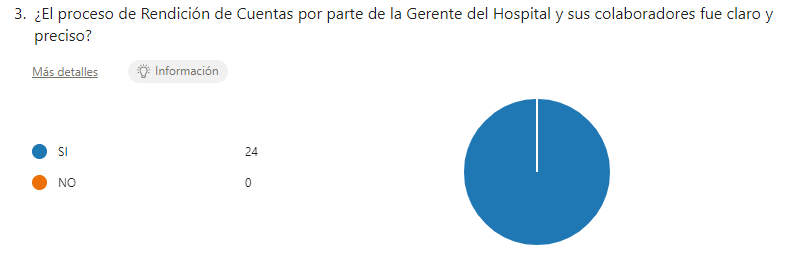 3. ¿El proceso de Rendición de Cuentas por parte de la Gerente del Hospital y sus colaboradores fue claro y
preciso?
Más detalles
Información
SI 24
NO 0